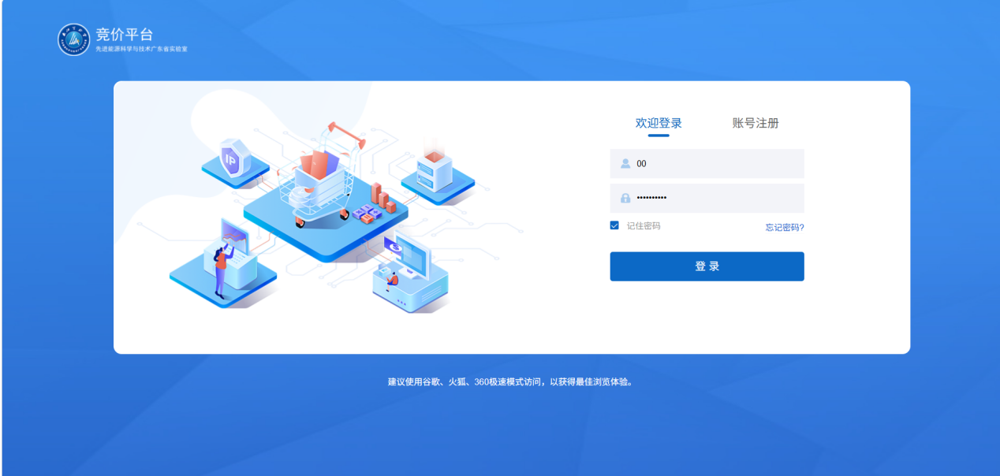 竞价平台
先进能源科学与技术广东省实验室
欢迎登录
账号注册
00
••••••••••
记住密码
忘记密码?
登 录
IP
建议使用谷歌、火狐、360极速模式访问，以获得最佳浏览体验。